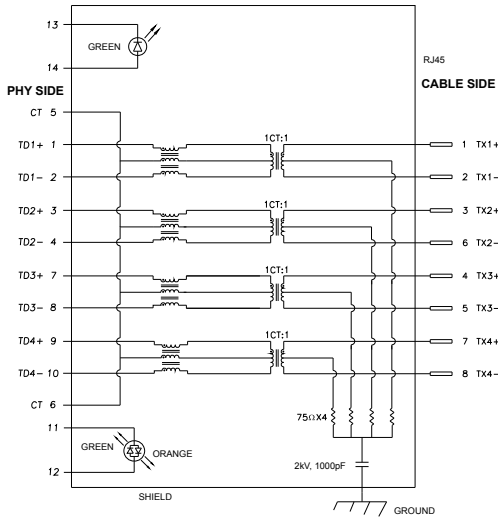 13
GREEN
14
RJ45
PHY SIDE
CABLE SIDE
CT 5
1CT:1
TD1+ 1
1 TX1+
TD1- 2
2 TX1-
1CT:1
TD2+ 3
3 TX2+
TD2- 4
6 TX2-
1CT:1
TD3+ 7
4 TX3+
TD3- 8
5 TX3-
1CT:1
TD4+ 9
7 TX4+
TD4- 10
8 TX4-
CT 6
75ΩX4
11
GREEN
ORANGE
12
2kV, 1000pF
SHIELD
GROUND